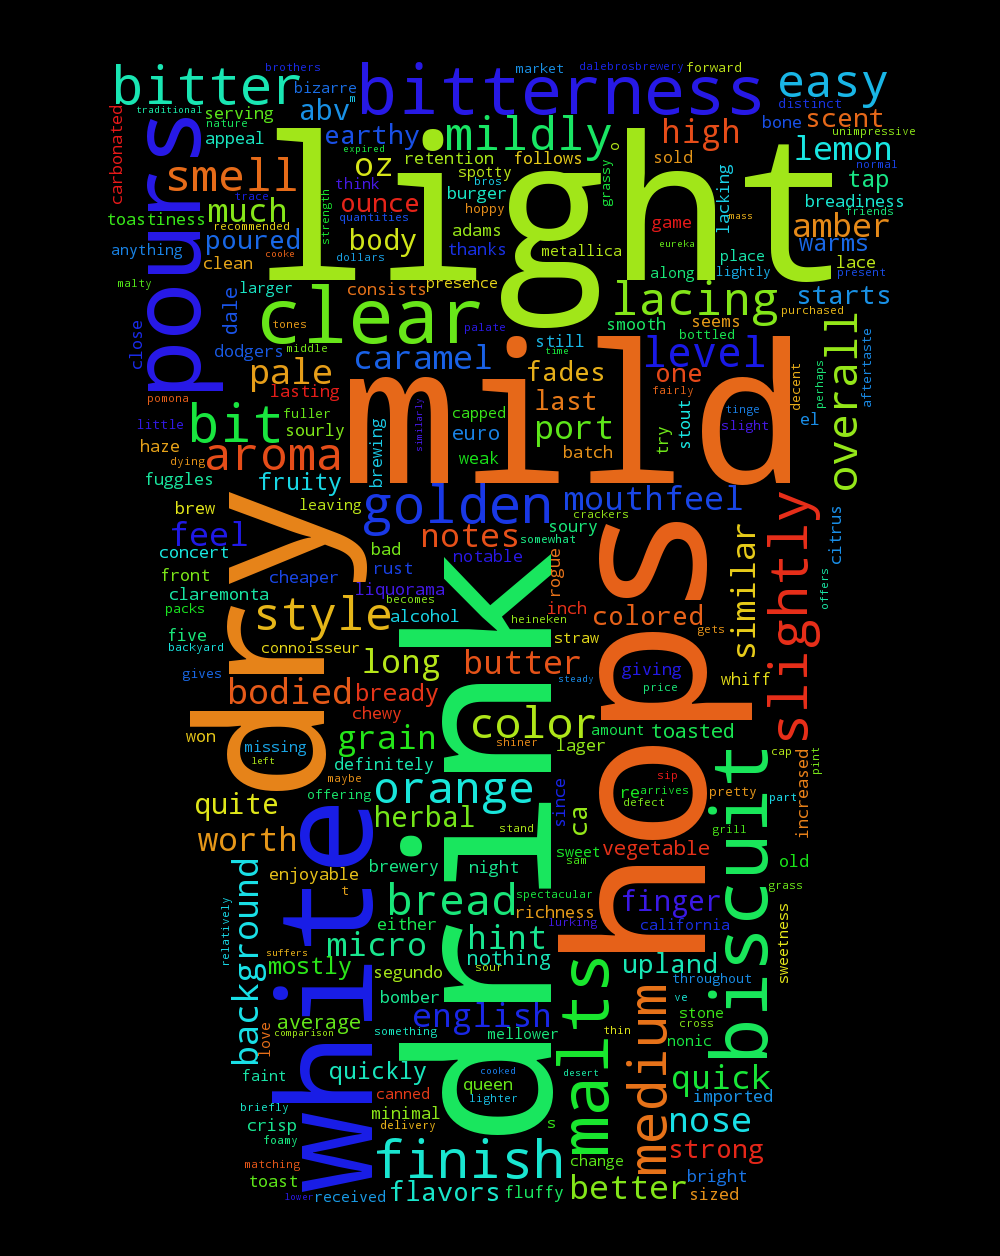 brothers
market
dalebrosbrewery
forward
bitter
bizarre
m
bitterness
easy
distinct
traditional
abv
serving
nature
carbonated
appeal
earthy
mildly
high
bone
scent
unimpressive
pours
smell
expired
oz
retention
follows
o
sold
lemon
normal
trace
think
spotty
bros
burger
grassy
lacking
tap
toastiness
much
recommended
strength
ounce
quantities
hoppy
light
game
mass
breadiness
friends
anything
poured
body
adams
thanks
metallica
eureka
place
amber
warms
clean
cooke
dollars
along
lightly
lace
present
malty
larger
consists
presence
lacing
starts
purchased
dale
clear
tones
palate
smooth
seems
bottled
close
dodgers
middle
caramel
still
time
level
overall
aftertaste
perhaps
decent
pale
lasting
fades
one
fairly
pomona
little
bit
fuller
sourly
similarly
capped
last
port
mild
tinge
slight
el
haze
dying
aroma
brewing
euro
weak
batch
try
stout
fuggles
fruity
leaving
golden
mouthfeel
brew
feel
notes
crackers
soury
somewhat
citrus
concert
bad
notable
rogue
similar
slightly
front
cheaper
rust
liquorama
becomes
offers
claremonta
packs
dry
style
alcohol
heineken
inch
colored
gets
five
backyard
connoisseur
straw
gives
long
butter
steady
giving
whiff
bodied
bready
price
hops
chewy
color
amount
toasted
won
missing
left
grain
shiner
lager
cap
pint
definitely
maybe
orange
sip
re
arrives
defect
pretty
part
increased
quite
offering
herbal
since
ca
grill
biscuit
worth
stand
drink
vegetable
brewery
night
sweet
sam
old
enjoyable
t
bread
spectacular
grass
background
white
richness
finger
either
lurking
california
relatively
micro
hint
sweetness
suffers
mostly
nothing
sour
segundo
upland
throughout
bomber
malts
ve
love
average
comparison
english
something
mellower
thin
medium
stone
cross
nonic
faint
quickly
cooked
desert
quick
queen
canned
lighter
imported
briefly
minimal
delivery
s
nose
crisp
foamy
matching
finish
change
strong
toast
lower
received
flavors
fluffy
better
bright
sized